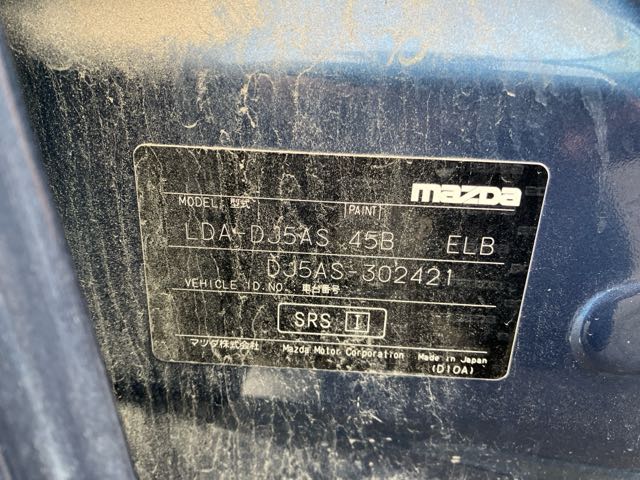 mazda
MODEL 型式 PAINT
LDA-DJ5AS 45B ELB
DJ5AS-302421
VEHICLE ID.NO. 車台番号
SRS I
マツダ株式会社 Mazda Motor Corporation Made in Japan
(D10A)